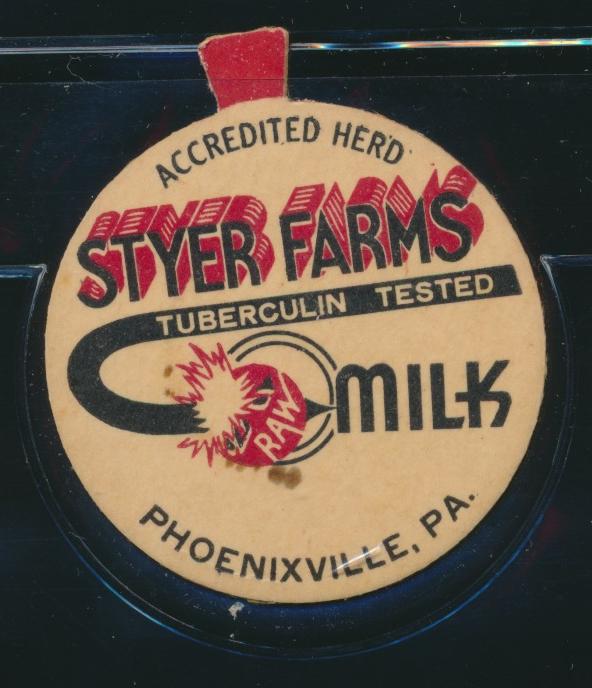 ACCREDITED HERD
STYER FARMS
TUBERCULIN TESTED
RAW
MILK
PHOENIXVILLE, PA.